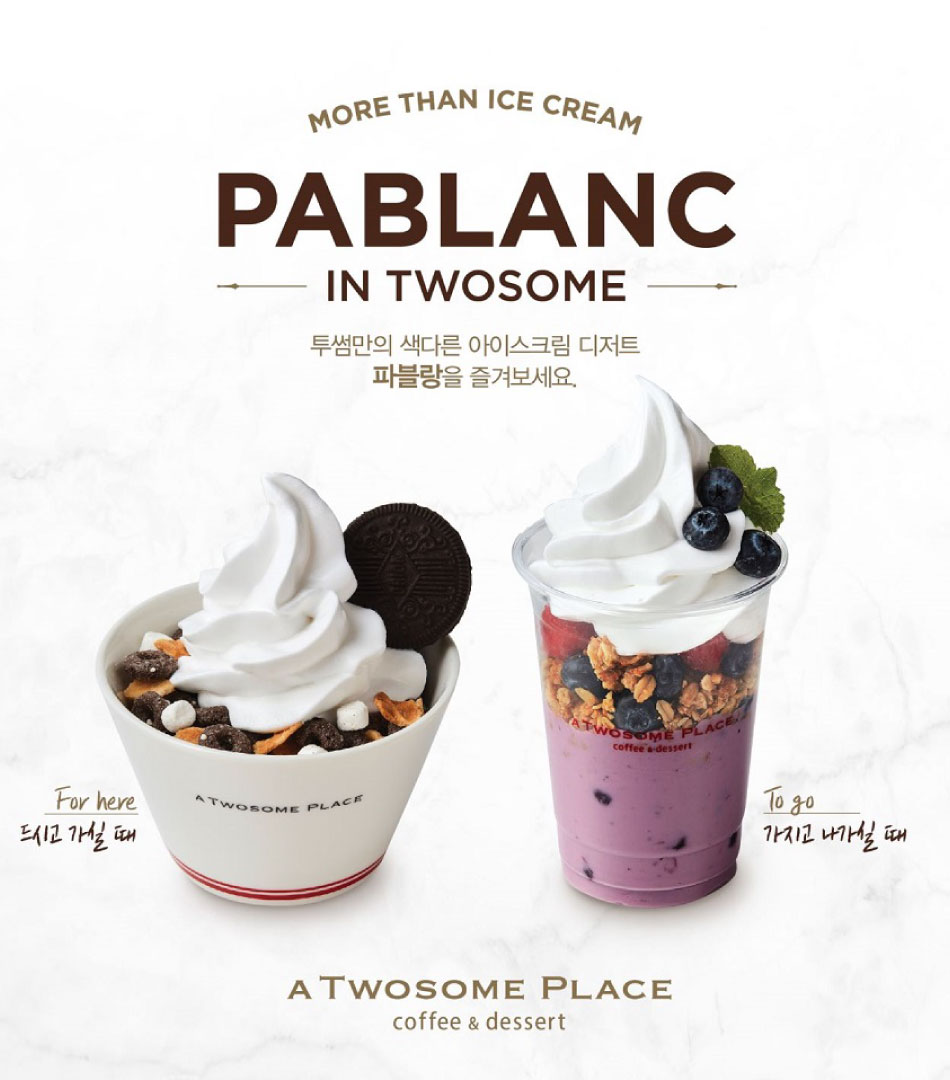 MORE THAN ICE CREAM
PABLANC
IN TWOSOME
투썸만의 색다른 아이스크림 디저트
파블랑을 즐겨보세요.
A TWOSOME PLACE
A TWOSOME PLACE
coffee & dessert
For here
드시고 가실 때
To go
가지고 나가실 때
A TWOSOME PLACE
coffee & dessert